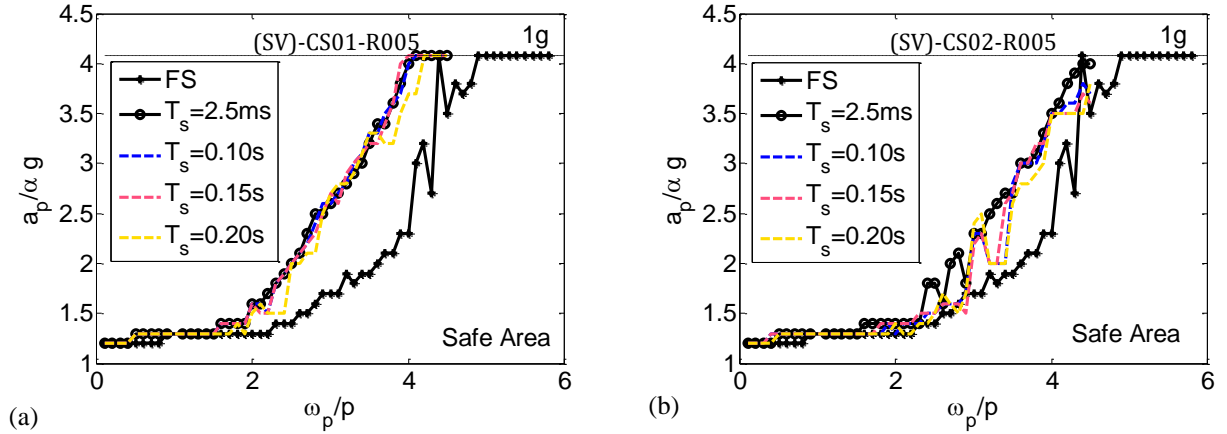 (SV)-CS01-R005
1g
FS
T_s=2.5ms
T_s=0.10s
T_s=0.15s
T_s=0.20s
a_p/α g
4.5
4
3.5
3
2.5
2
1.5
1
0 2 4 6
ω_p/p
Safe Area
(a)
(SV)-CS02-R005
1g
FS
T_s=2.5ms
T_s=0.10s
T_s=0.15s
T_s=0.20s
a_p/α g
4.5
4
3.5
3
2.5
2
1.5
1
0 2 4 6
ω_p/p
Safe Area
(b)